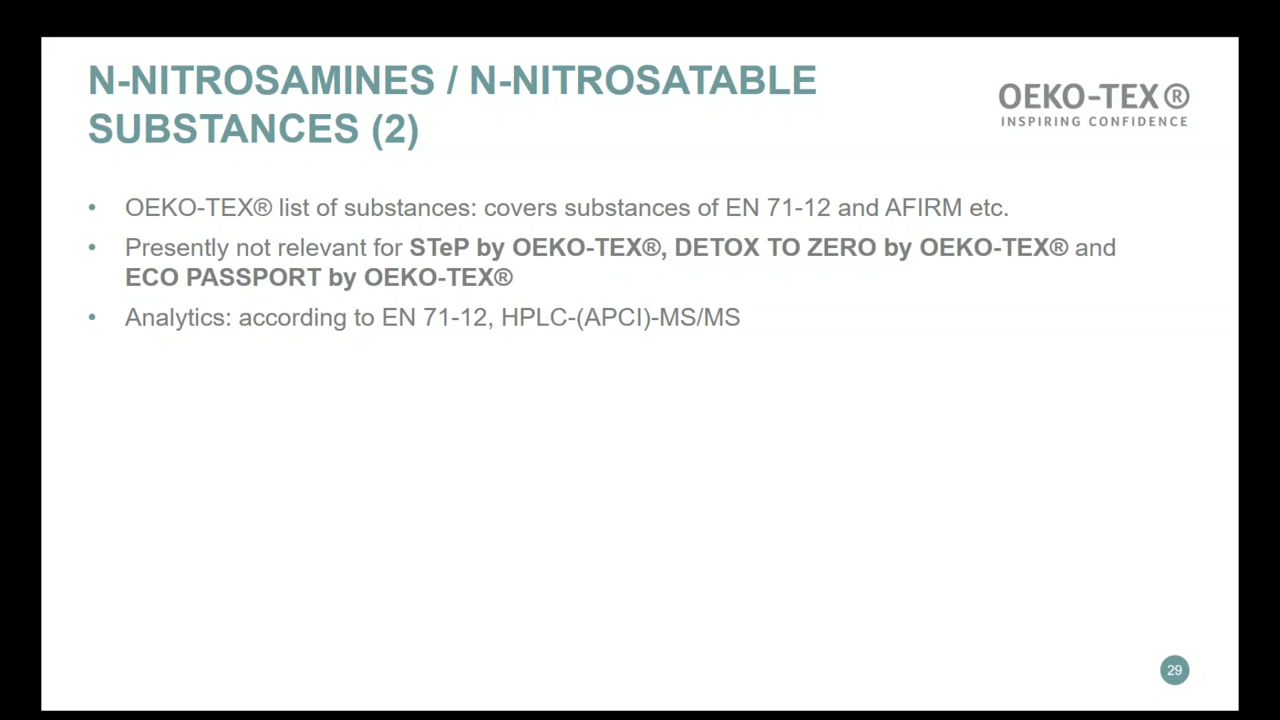 N-NITROSAMINES / N-NITROSATABLE
SUBSTANCES (2)
OEKO-TEX®
INSPIRING CONFIDENCE
• OEKO-TEX® list of substances: covers substances of EN 71-12 and AFIRM etc.
• Presently not relevant for STeP by OEKO-TEX®, DETOX TO ZERO by OEKO-TEX® and
ECO PASSPORT by OEKO-TEX®
• Analytics: according to EN 71-12, HPLC-(APCI)-MS/MS
29